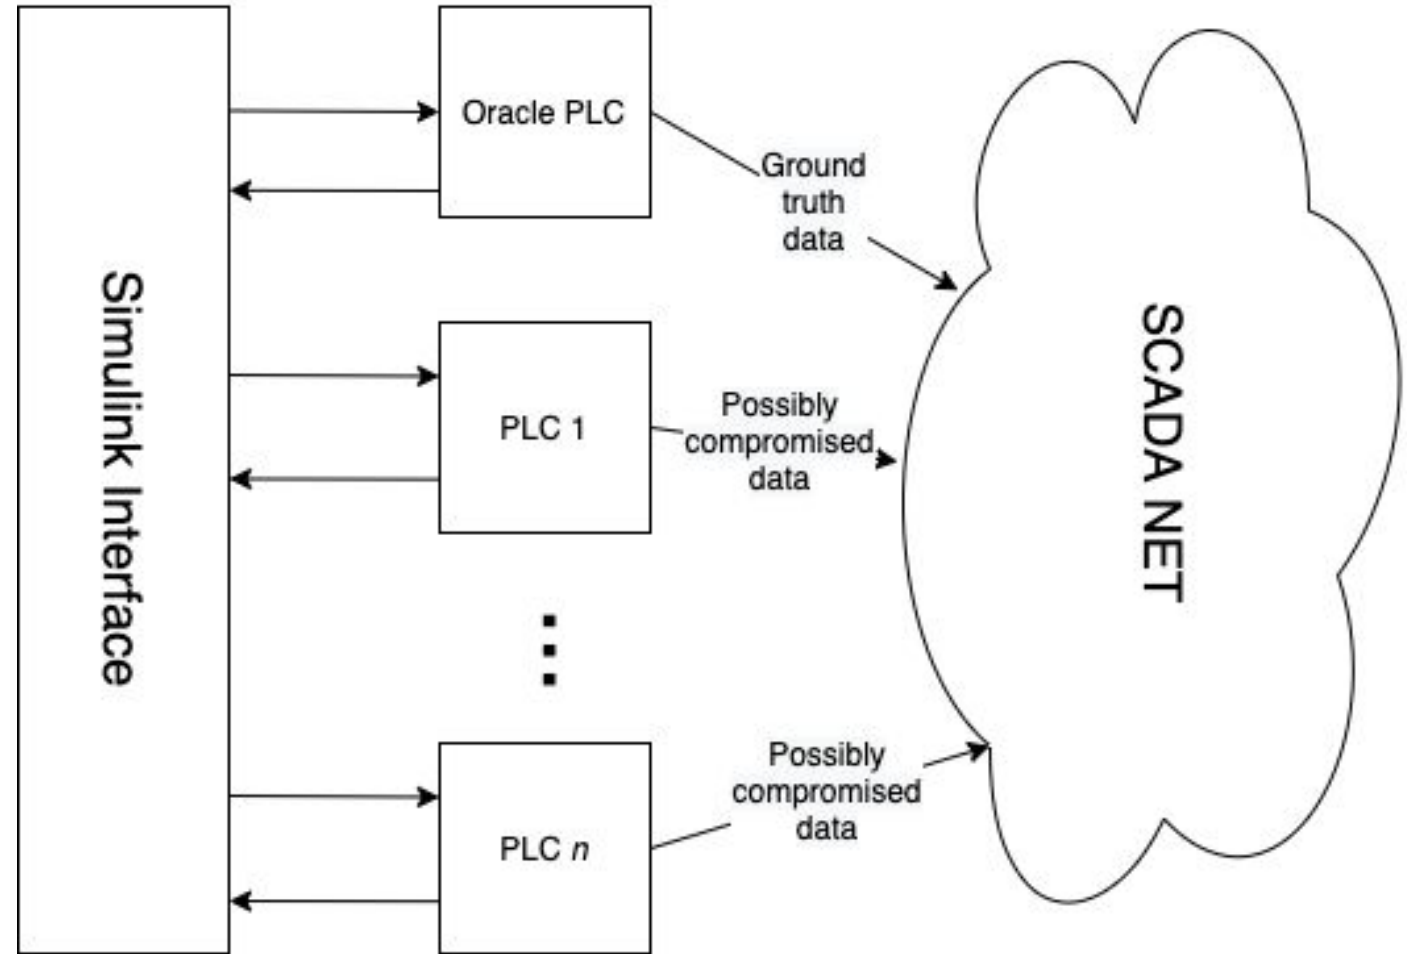 Simulink Interface
Oracle PLC
Ground
truth
data
PLC 1
Possibly
compromised
data
PLC n
Possibly
compromised
data
SCADA NET